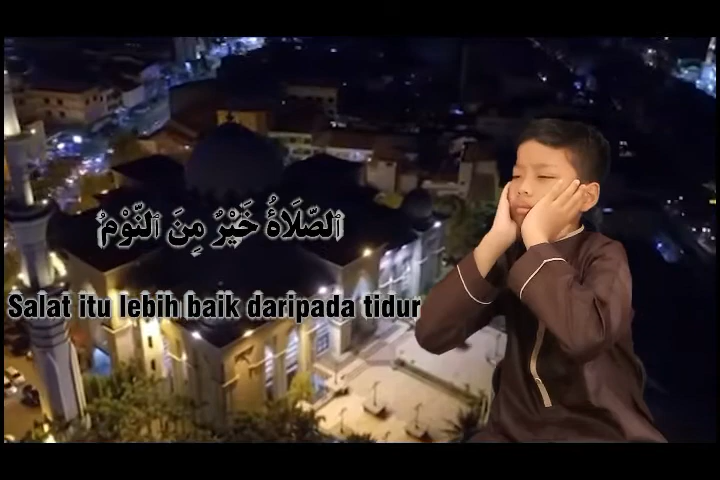 ٱلصَّلَاةُ خَيْرٌ مِنَ ٱلنَّوْمُ
Salat itu lebih baik daripada tidur